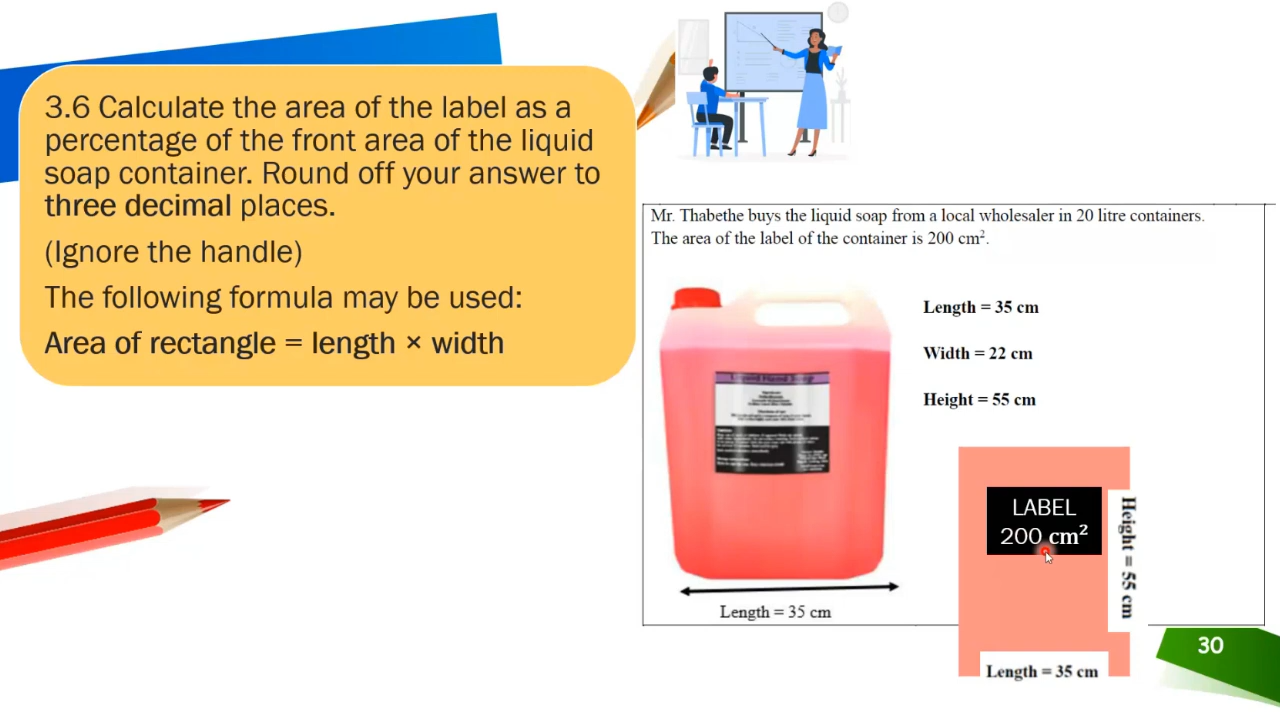 3.6 Calculate the area of the label as a
percentage of the front area of the liquid
soap container. Round off your answer to
three decimal places.
(Ignore the handle)
The following formula may be used:
Area of rectangle = length × width
Mr. Thabethe buys the liquid soap from a local wholesaler in 20 litre containers.
The area of the label of the container is 200 cm².
Liquid Hand Soap
Length = 35 cm
Width = 22 cm
Height = 55 cm
Length = 35 cm
LABEL
200 cm²
Height = 55 cm
Length = 35 cm
30